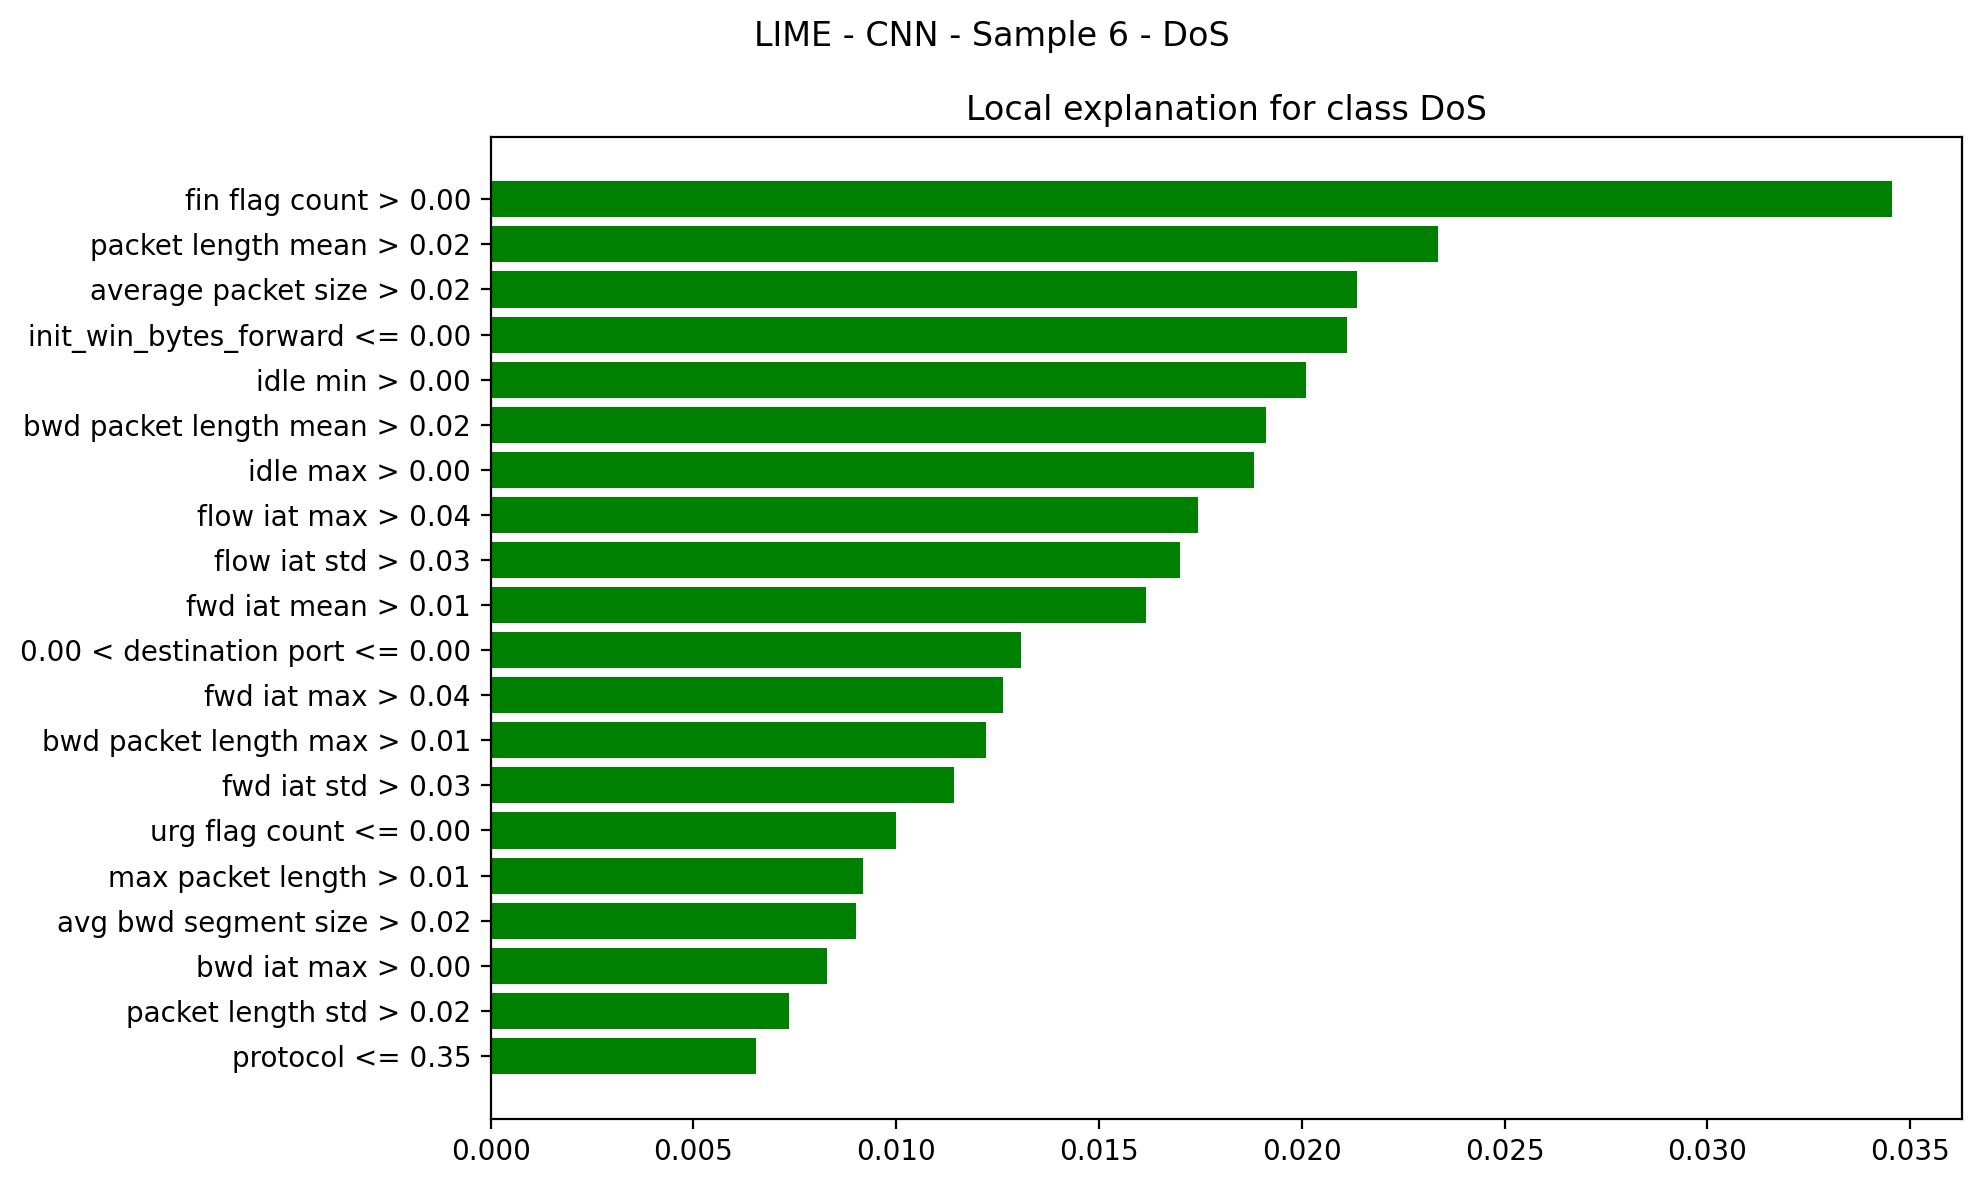 LIME - CNN - Sample 6 - DoS
Local explanation for class DoS
fin flag count > 0.00
packet length mean > 0.02
average packet size > 0.02
init_win_bytes_forward <= 0.00
idle min > 0.00
bwd packet length mean > 0.02
idle max > 0.00
flow iat max > 0.04
flow iat std > 0.03
fwd iat mean > 0.01
0.00 < destination port <= 0.00
fwd iat max > 0.04
bwd packet length max > 0.01
fwd iat std > 0.03
urg flag count <= 0.00
max packet length > 0.01
avg bwd segment size > 0.02
bwd iat max > 0.00
packet length std > 0.02
protocol <= 0.35
0.000 0.005 0.010 0.015 0.020 0.025 0.030 0.035